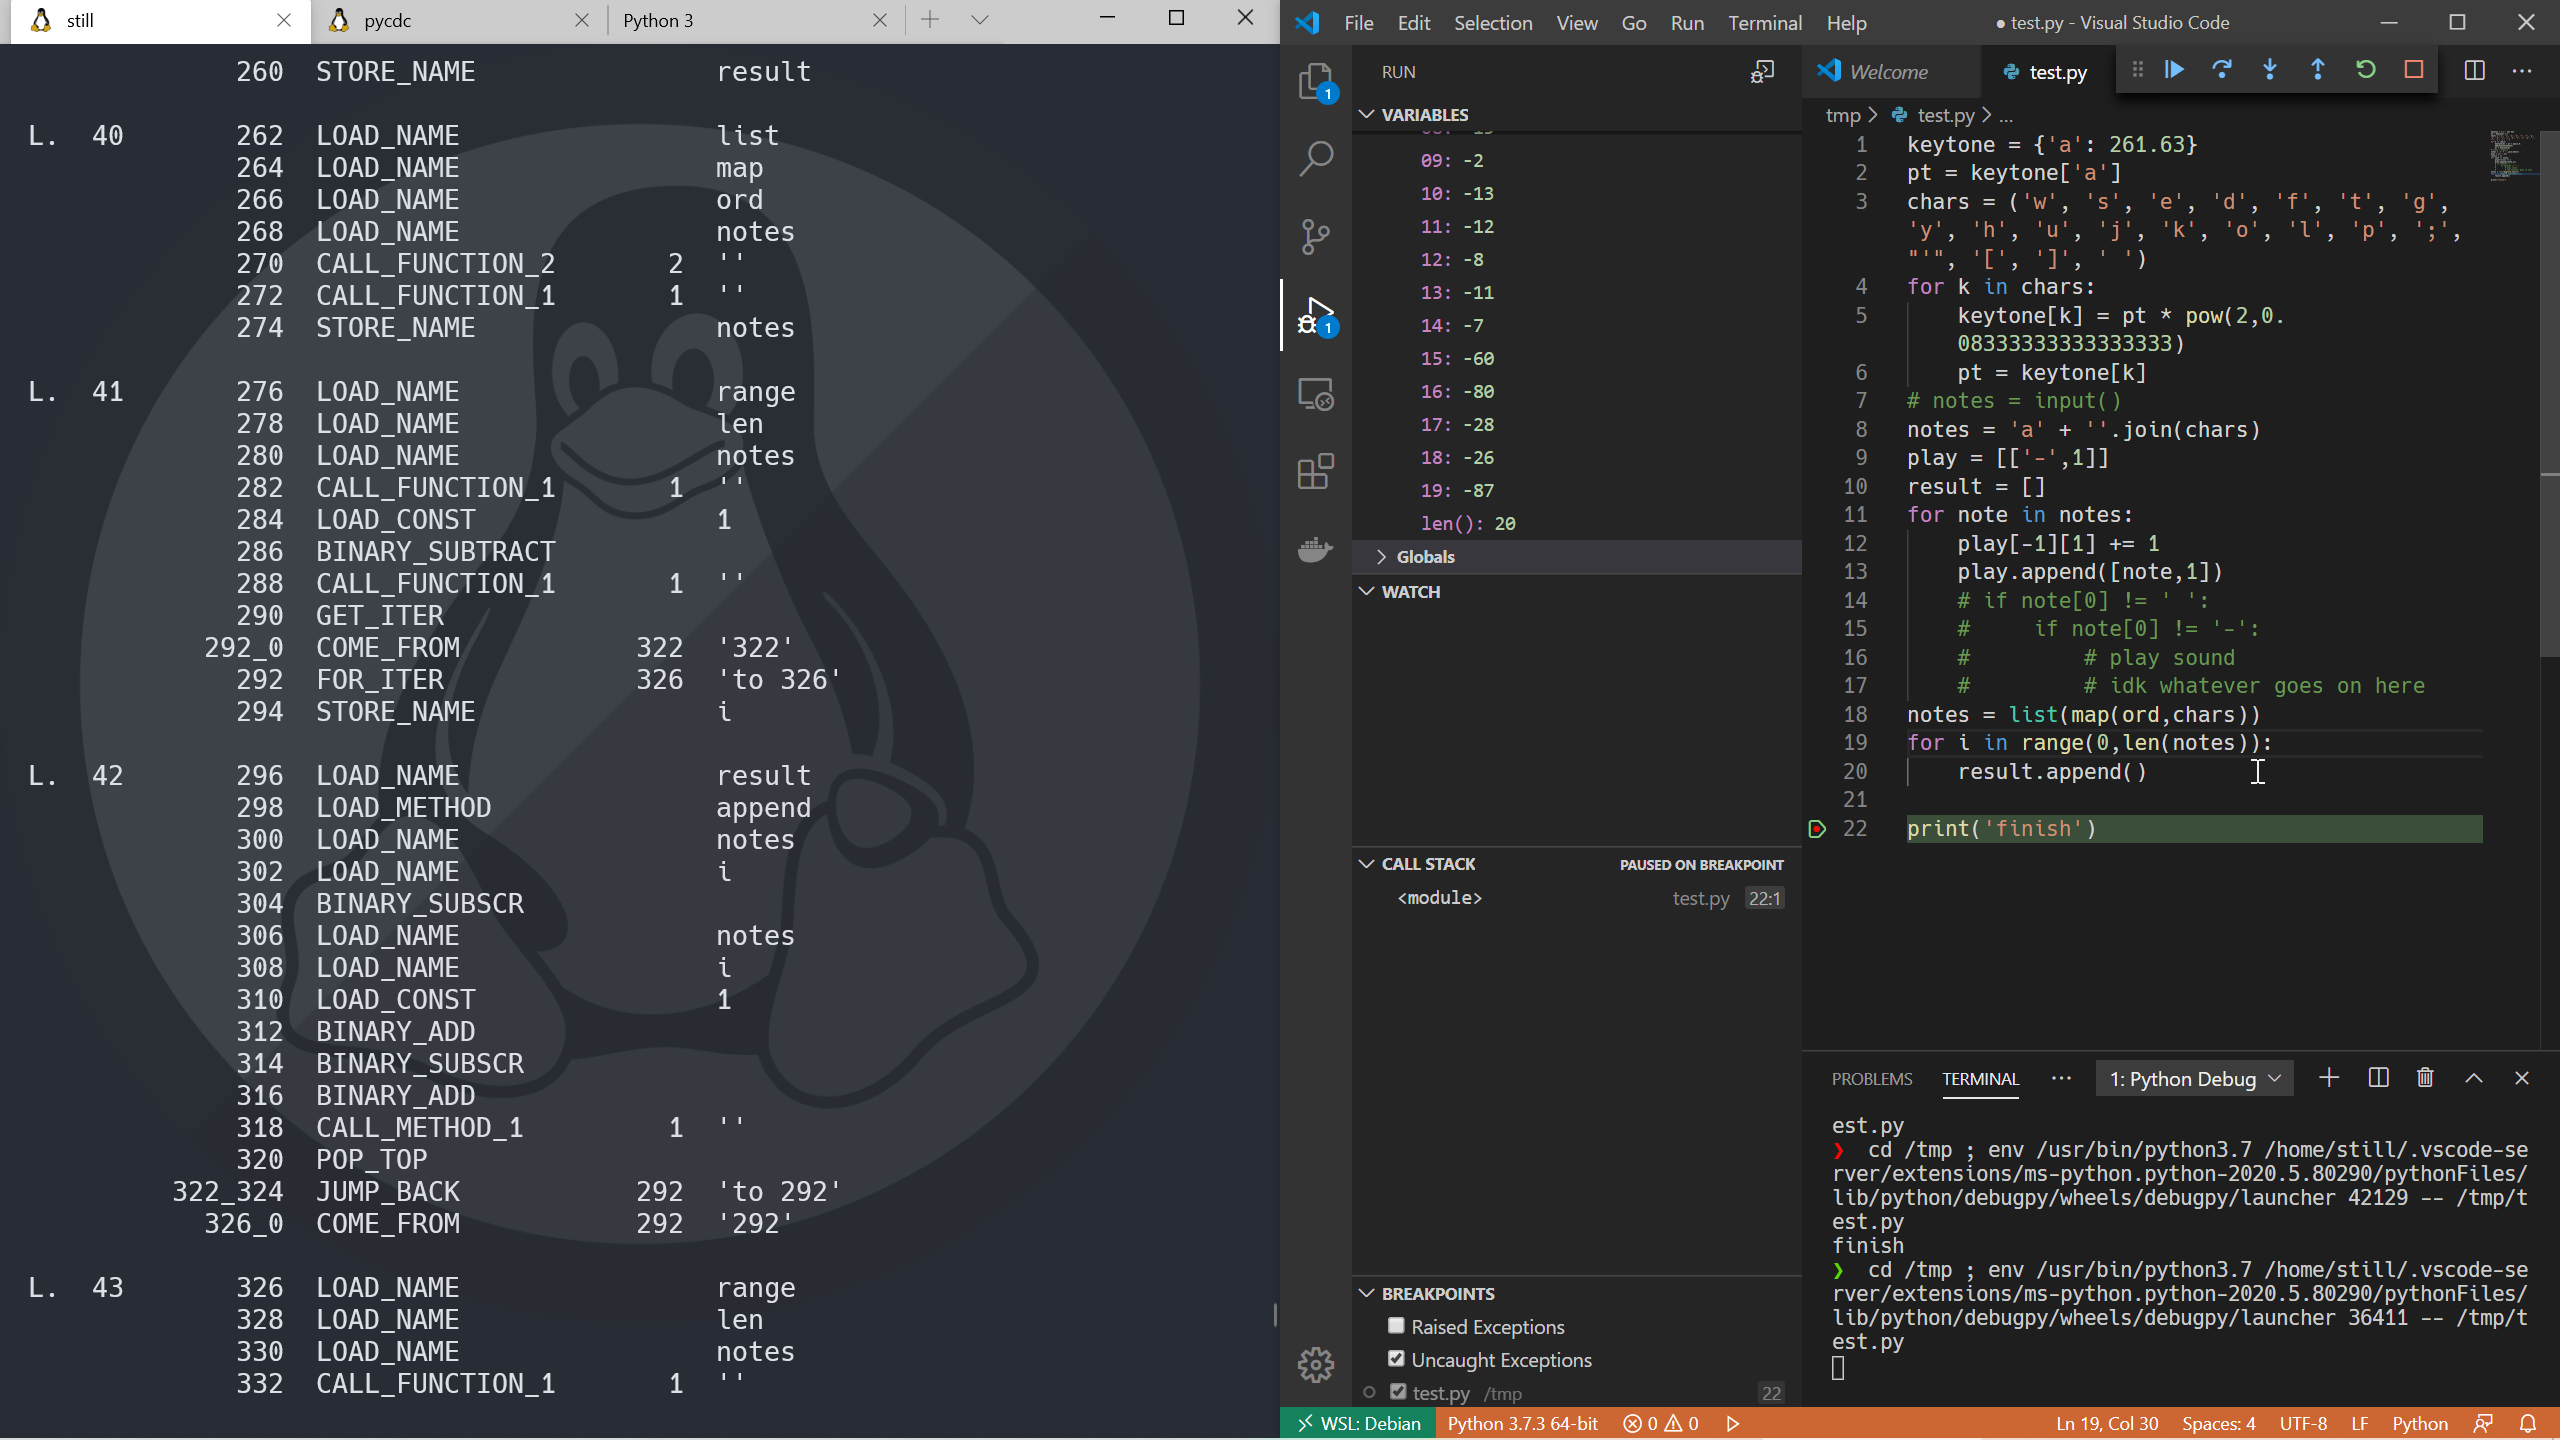 still
pycdc
Python 3
260 STORE_NAME result
L. 40 262 LOAD_NAME list
264 LOAD_NAME map
266 LOAD_NAME ord
268 LOAD_NAME notes
270 CALL_FUNCTION_2 2 ''
272 CALL_FUNCTION_1 1 ''
274 STORE_NAME notes
L. 41 276 LOAD_NAME range
278 LOAD_NAME len
280 LOAD_NAME notes
282 CALL_FUNCTION_1 1 ''
284 LOAD_CONST 1
286 BINARY_SUBTRACT
288 CALL_FUNCTION_1 1 ''
290 GET_ITER
292_0 COME_FROM 322 '322'
292 FOR_ITER 326 'to 326'
294 STORE_NAME i
L. 42 296 LOAD_NAME result
298 LOAD_METHOD append
300 LOAD_NAME notes
302 LOAD_NAME i
304 BINARY_SUBSCR
306 LOAD_NAME notes
308 LOAD_NAME i
310 LOAD_CONST 1
312 BINARY_ADD
314 BINARY_SUBSCR
316 BINARY_ADD
318 CALL_METHOD_1 1 ''
320 POP_TOP
322_324 JUMP_BACK 292 'to 292'
326_0 COME_FROM 292 '292'
L. 43 326 LOAD_NAME range
328 LOAD_NAME len
330 LOAD_NAME notes
332 CALL_FUNCTION_1 1 ''
File Edit Selection View Go Run Terminal Help
● test.py - Visual Studio Code
RUN
VARIABLES
09: -2
10: -13
11: -12
12: -8
13: -11
14: -7
15: -60
16: -80
17: -28
18: -26
19: -87
len(): 20
Globals
WATCH
CALL STACK PAUSED ON BREAKPOINT
<module> test.py 22:1
BREAKPOINTS
Raised Exceptions
Uncaught Exceptions
test.py /tmp 22
1
1
Welcome
test.py
tmp > test.py > ...
1 keytone = {'a': 261.63}
2 pt = keytone['a']
3 chars = ('w', 's', 'e', 'd', 'f', 't', 'g',
'y', 'h', 'u', 'j', 'k', 'o', 'l', 'p', ';',
"'", '[', ']', ' ')
4 for k in chars:
5 keytone[k] = pt * pow(2,0.
08333333333333333)
6 pt = keytone[k]
7 # notes = input()
8 notes = 'a' + ''.join(chars)
9 play = [['-',1]]
10 result = []
11 for note in notes:
12 play[-1][1] += 1
13 play.append([note,1])
14 # if note[0] != ' ':
15 # if note[0] != '-':
16 # # play sound
17 # # idk whatever goes on here
18 notes = list(map(ord,chars))
19 for i in range(0,len(notes)):
20 result.append()
21
22 print('finish')
PROBLEMS TERMINAL ... 1: Python Debug
est.py
❯ cd /tmp ; env /usr/bin/python3.7 /home/still/.vscode-se
rver/extensions/ms-python.python-2020.5.80290/pythonFiles/
lib/python/debugpy/wheels/debugpy/launcher 42129 -- /tmp/t
est.py
finish
❯ cd /tmp ; env /usr/bin/python3.7 /home/still/.vscode-se
rver/extensions/ms-python.python-2020.5.80290/pythonFiles/
lib/python/debugpy/wheels/debugpy/launcher 36411 -- /tmp/t
est.py
WSL: Debian Python 3.7.3 64-bit 0 0 Ln 19, Col 30 Spaces: 4 UTF-8 LF Python